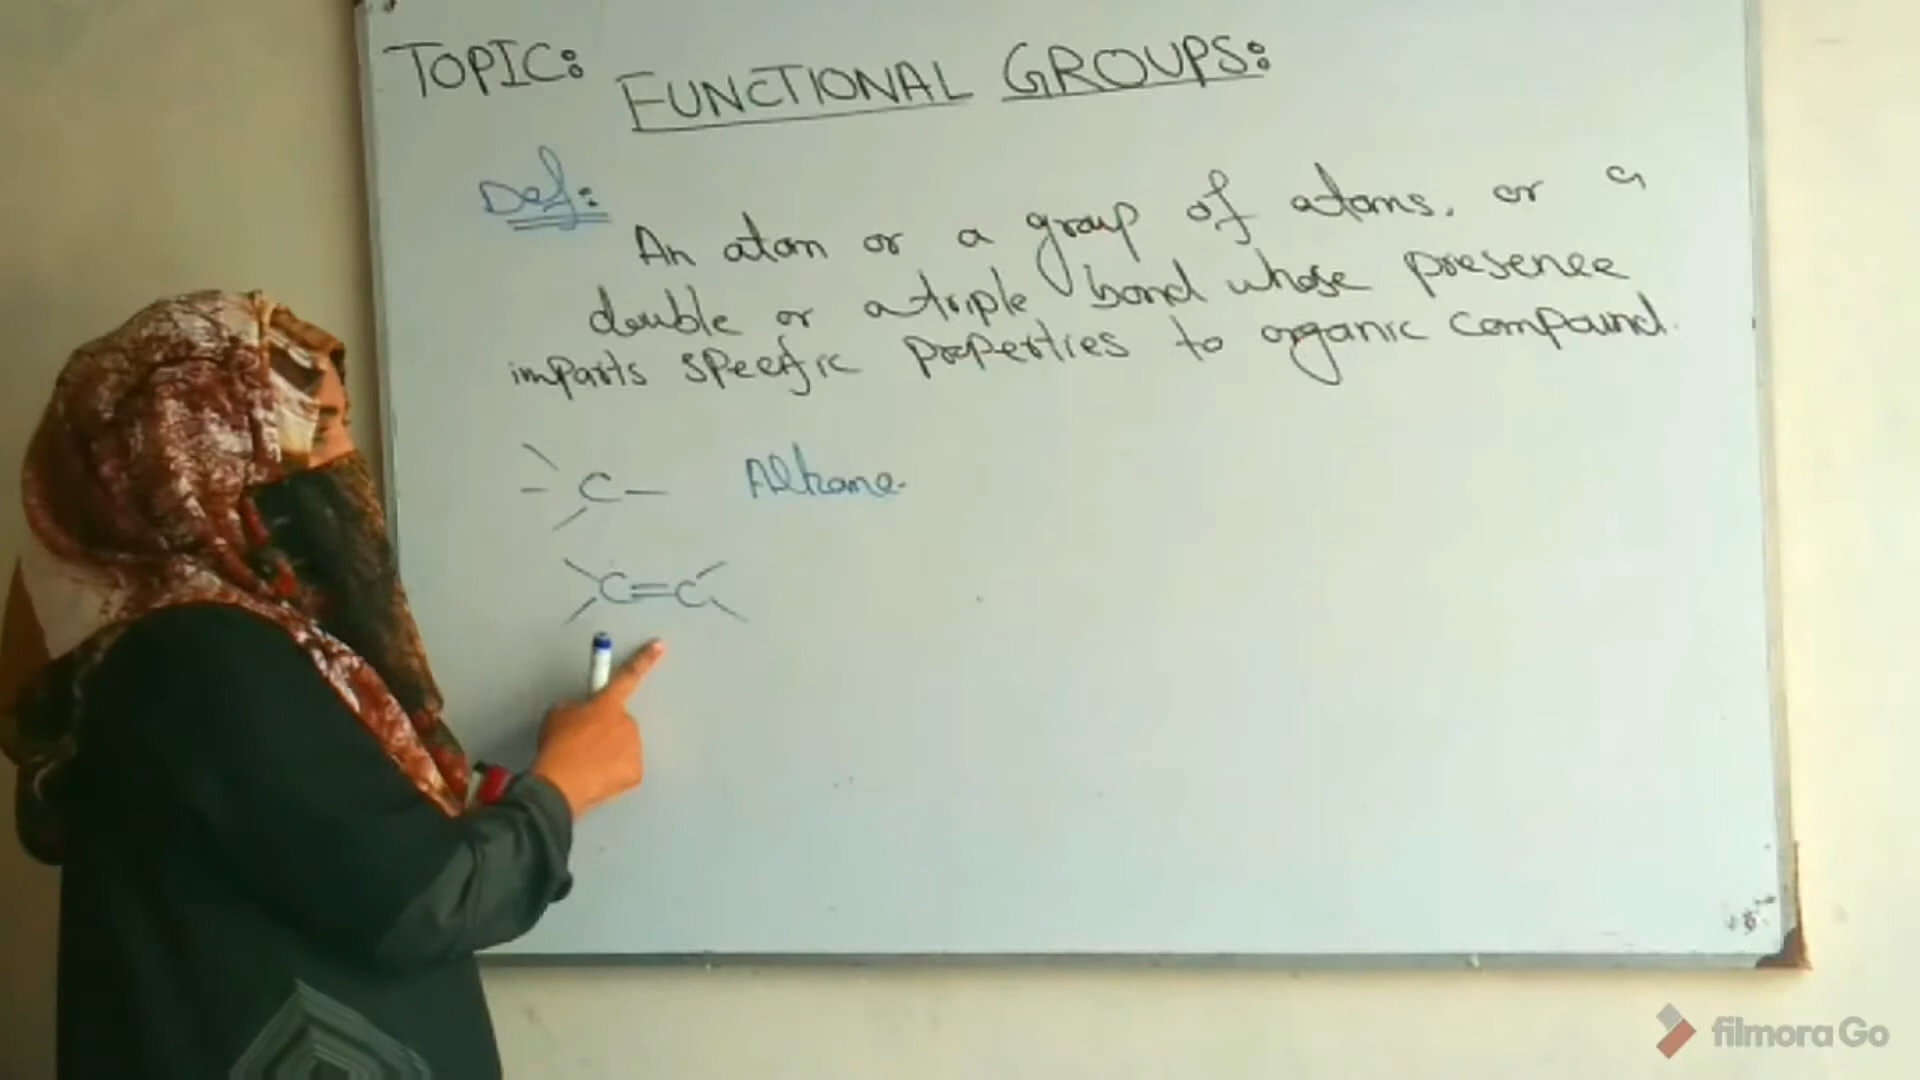 TOPIC: FUNCTIONAL GROUPS:
Def:
An atom or a group of atoms, or a
double or a triple bond whose presence
imparts specific properties to organic compound.
C Alkane
C=C
filmora Go